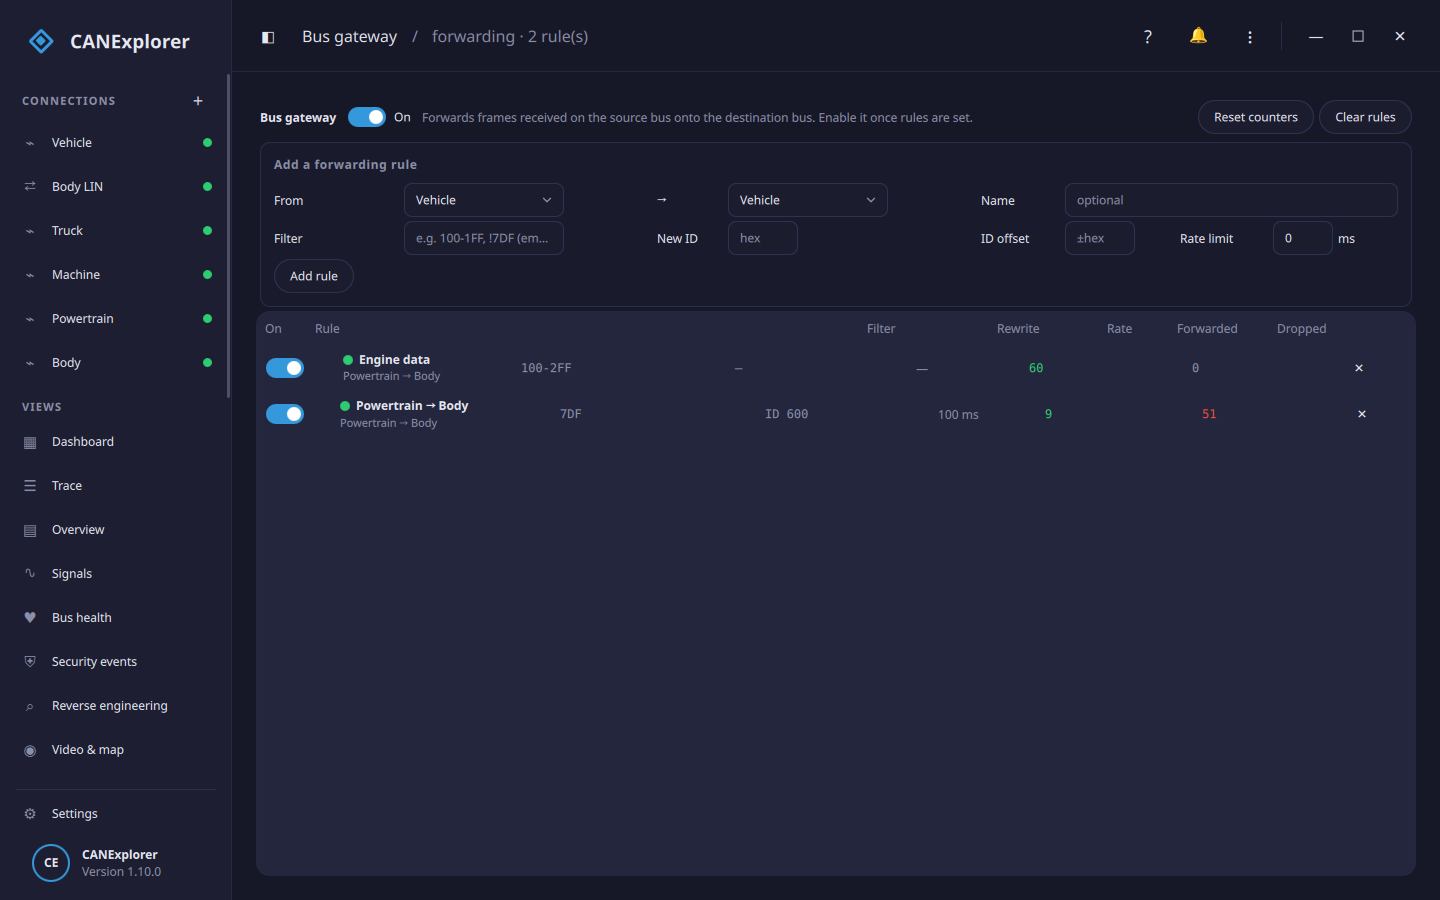 CANExplorer
Bus gateway / forwarding · 2 rule(s)
CONNECTIONS
Vehicle
Body LIN
Truck
Machine
Powertrain
Body
VIEWS
Dashboard
Trace
Overview
Signals
Bus health
Security events
Reverse engineering
Video & map
Settings
CE
CANExplorer
Version 1.10.0
Bus gateway On Forwards frames received on the source bus onto the destination bus. Enable it once rules are set. Reset counters Clear rules
Add a forwarding rule
From Vehicle → Vehicle Name optional
Filter e.g. 100-1FF, !7DF (em... New ID hex ID offset ±hex Rate limit 0 ms
Add rule
On Rule Filter Rewrite Rate Forwarded Dropped
Engine data 100-2FF — — 60 0 ✕
Powertrain → Body
Powertrain → Body 7DF ID 600 100 ms 9 51 ✕
Powertrain → Body